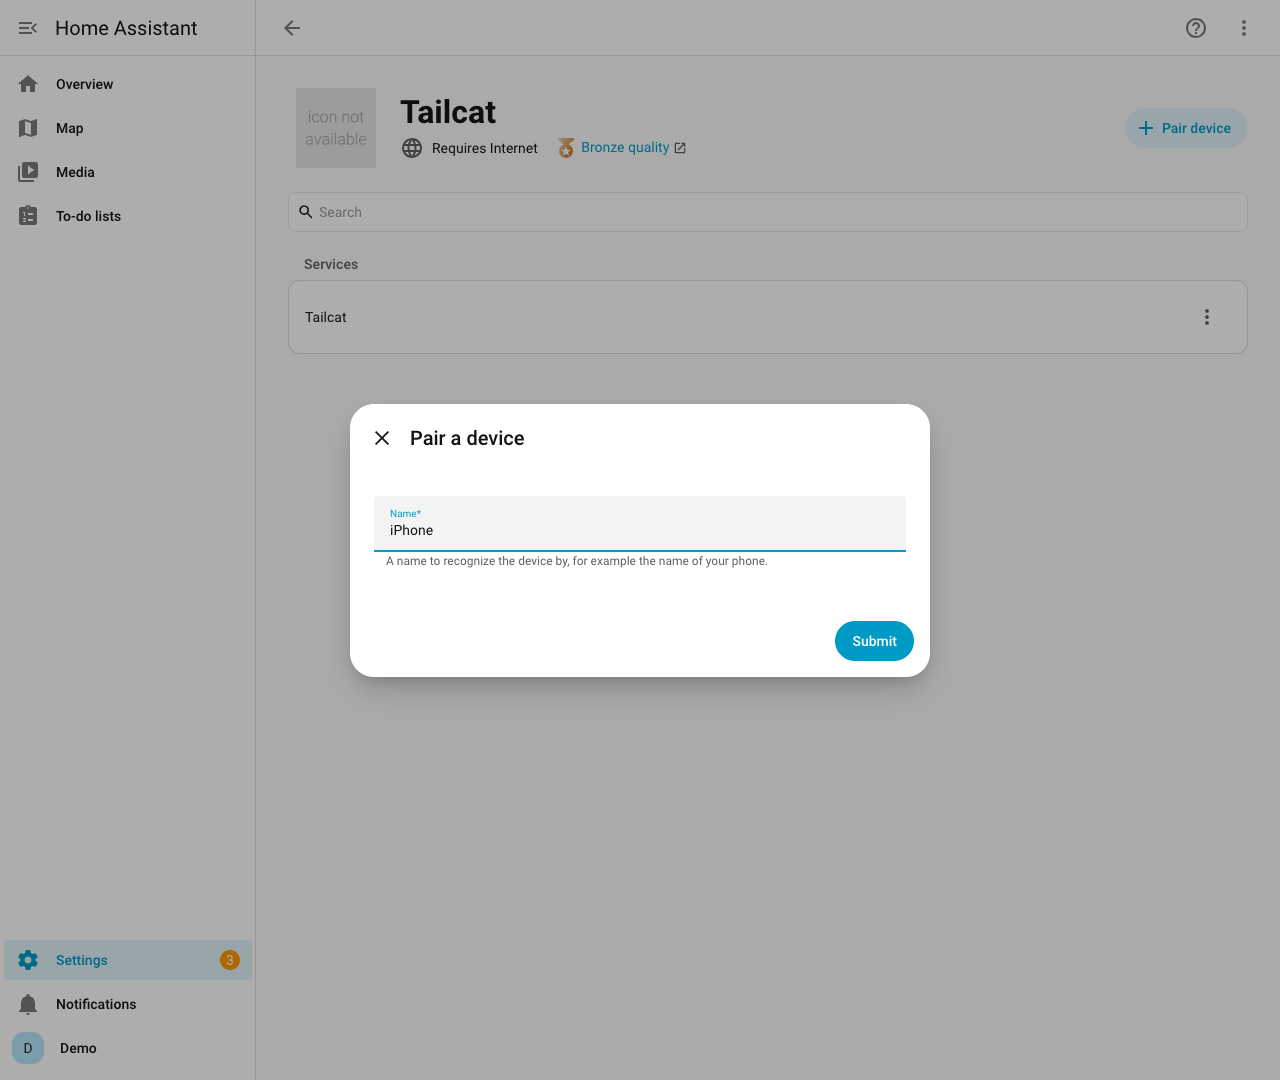 Home Assistant
Overview
Map
Media
To-do lists
icon not
available
Tailcat
Requires Internet
Bronze quality
Pair device
Search
Services
Tailcat
Pair a device
Name*
iPhone
A name to recognize the device by, for example the name of your phone.
Submit
Settings
3
Notifications
D
Demo